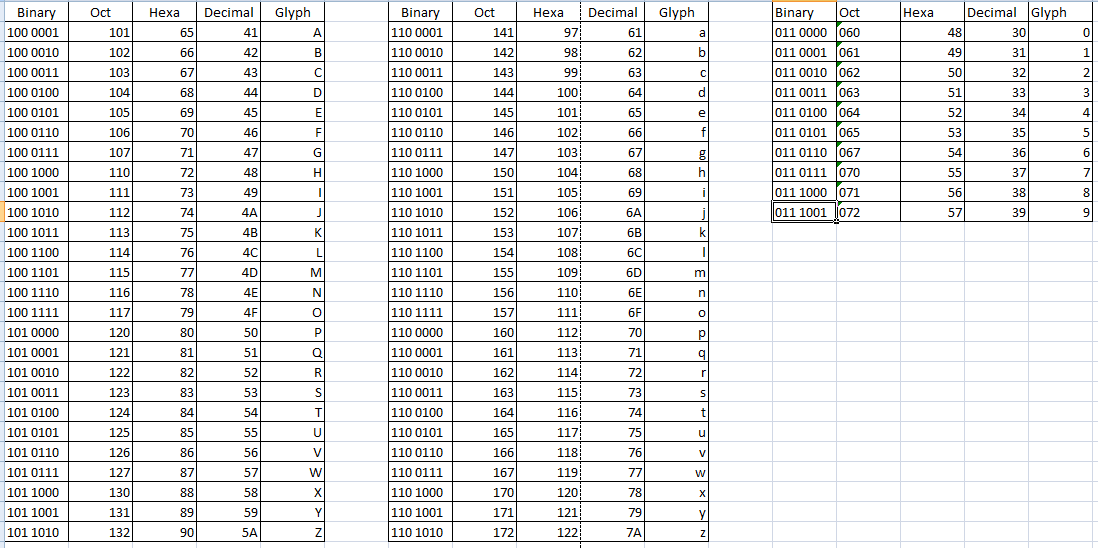 Binary Oct Hexa Decimal Glyph Binary Oct Hexa Decimal Glyph Binary Oct Hexa Decimal Glyph
100 0001 101 65 41 A 110 0001 141 97 61 a 011 0000 060 48 30 0
100 0010 102 66 42 B 110 0010 142 98 62 b 011 0001 061 49 31 1
100 0011 103 67 43 C 110 0011 143 99 63 c 011 0010 062 50 32 2
100 0100 104 68 44 D 110 0100 144 100 64 d 011 0011 063 51 33 3
100 0101 105 69 45 E 110 0101 145 101 65 e 011 0100 064 52 34 4
100 0110 106 70 46 F 110 0110 146 102 66 f 011 0101 065 53 35 5
100 0111 107 71 47 G 110 0111 147 103 67 g 011 0110 067 54 36 6
100 1000 110 72 48 H 110 1000 150 104 68 h 011 0111 070 55 37 7
100 1001 111 73 49 I 110 1001 151 105 69 i 011 1000 071 56 38 8
100 1010 112 74 4A J 110 1010 152 106 6A j 011 1001 072 57 39 9
100 1011 113 75 4B K 110 1011 153 107 6B k
100 1100 114 76 4C L 110 1100 154 108 6C l
100 1101 115 77 4D M 110 1101 155 109 6D m
100 1110 116 78 4E N 110 1110 156 110 6E n
100 1111 117 79 4F O 110 1111 157 111 6F o
101 0000 120 80 50 P 110 0000 160 112 70 p
101 0001 121 81 51 Q 110 0001 161 113 71 q
101 0010 122 82 52 R 110 0010 162 114 72 r
101 0011 123 83 53 S 110 0011 163 115 73 s
101 0100 124 84 54 T 110 0100 164 116 74 t
101 0101 125 85 55 U 110 0101 165 117 75 u
101 0110 126 86 56 V 110 0110 166 118 76 v
101 0111 127 87 57 W 110 0111 167 119 77 w
101 1000 130 88 58 X 110 1000 170 120 78 x
101 1001 131 89 59 Y 110 1001 171 121 79 y
101 1010 132 90 5A Z 110 1010 172 122 7A z